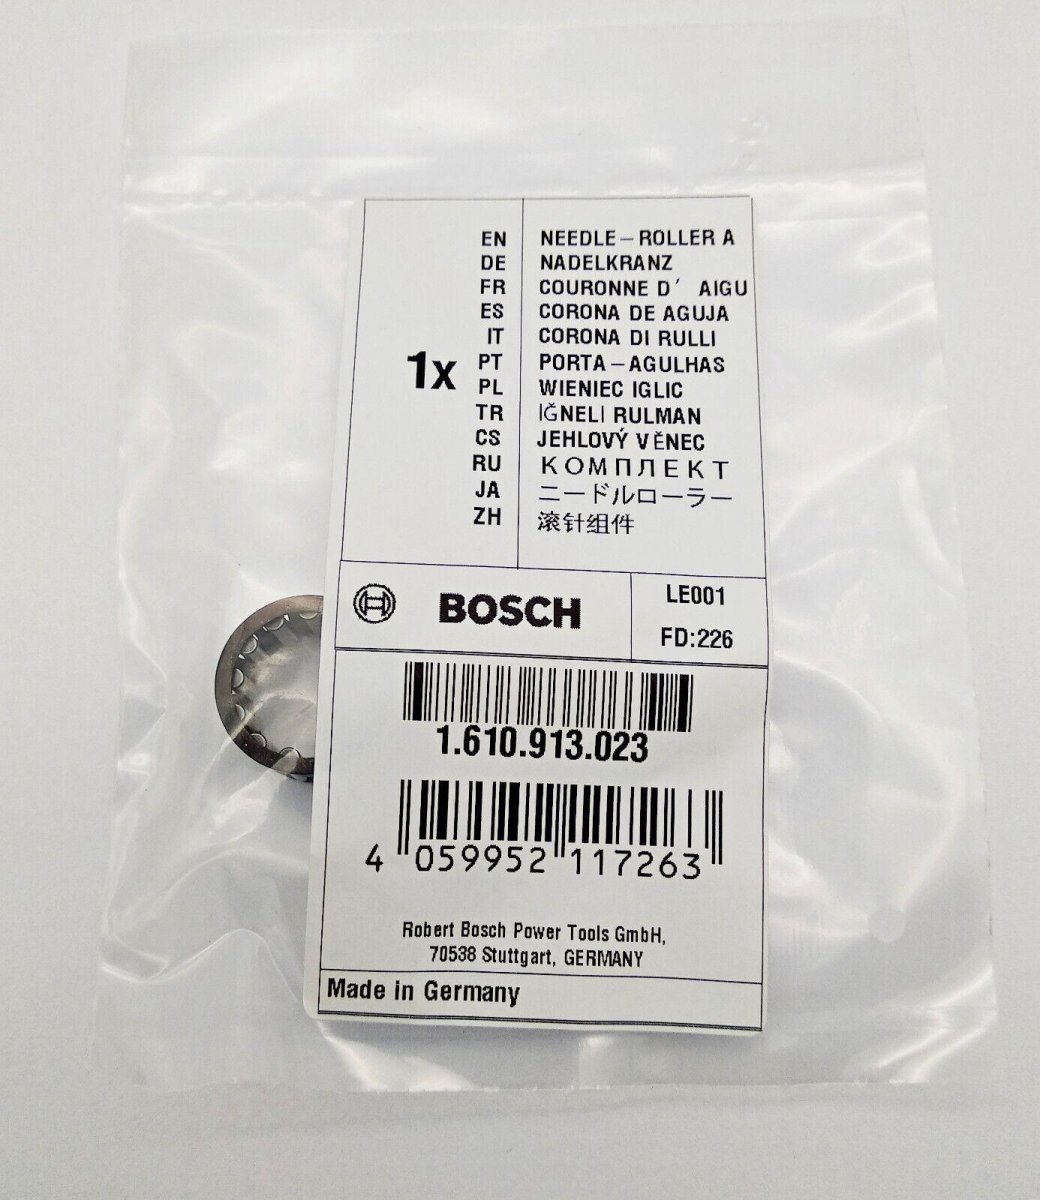 1x
EN NEEDLE-ROLLER A
DE NADELKRANZ
FR COURONNE D' AIGU
ES CORONA DE AGUJA
IT CORONA DI RULLI
PT PORTA-AGULHAS
PL WIENIEC IGLIC
TR IĞNELI RULMAN
CS JEHLOVÝ VĚNEC
RU КОМПЛЕКТ
JA ニードルローラー
ZH 滚针组件
BOSCH
LE001
FD:226
1.610.913.023
4 059952 117263
Robert Bosch Power Tools GmbH,
70538 Stuttgart, GERMANY
Made in Germany